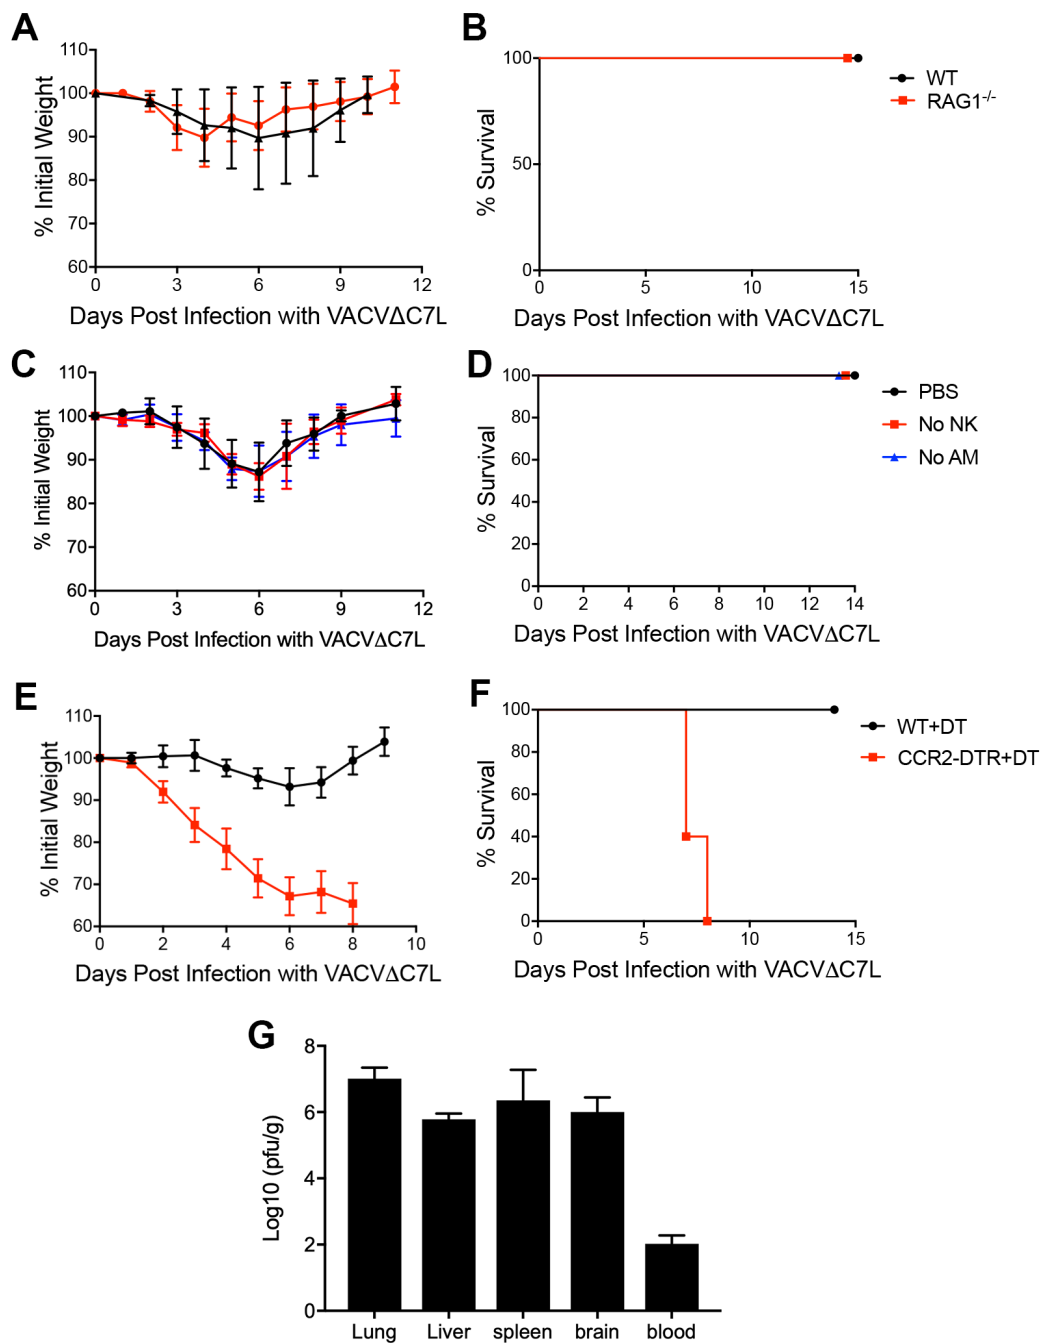 A
110
100
90
80
70
60
% Initial Weight
0 3 6 9 12
Days Post Infection with VACVΔC7L
B
100
50
0
% Survival
0 5 10 15
Days Post Infection with VACVΔC7L
WT
RAG1-/-
C
110
100
90
80
70
60
% Initial Weight
0 3 6 9 12
Days Post Infection with VACVΔC7L
D
100
80
60
40
20
0
% Survival
0 2 4 6 8 10 12 14
Days Post Infection with VACVΔC7L
PBS
No NK
No AM
E
110
100
90
80
70
60
% Initial Weight
0 2 4 6 8 10
Days Post Infection with VACVΔC7L
F
100
80
60
40
20
0
% Survival
0 5 10 15
Days Post Infection with VACVΔC7L
WT+DT
CCR2-DTR+DT
G
8
6
4
2
0
Log10 (pfu/g)
Lung Liver spleen brain blood